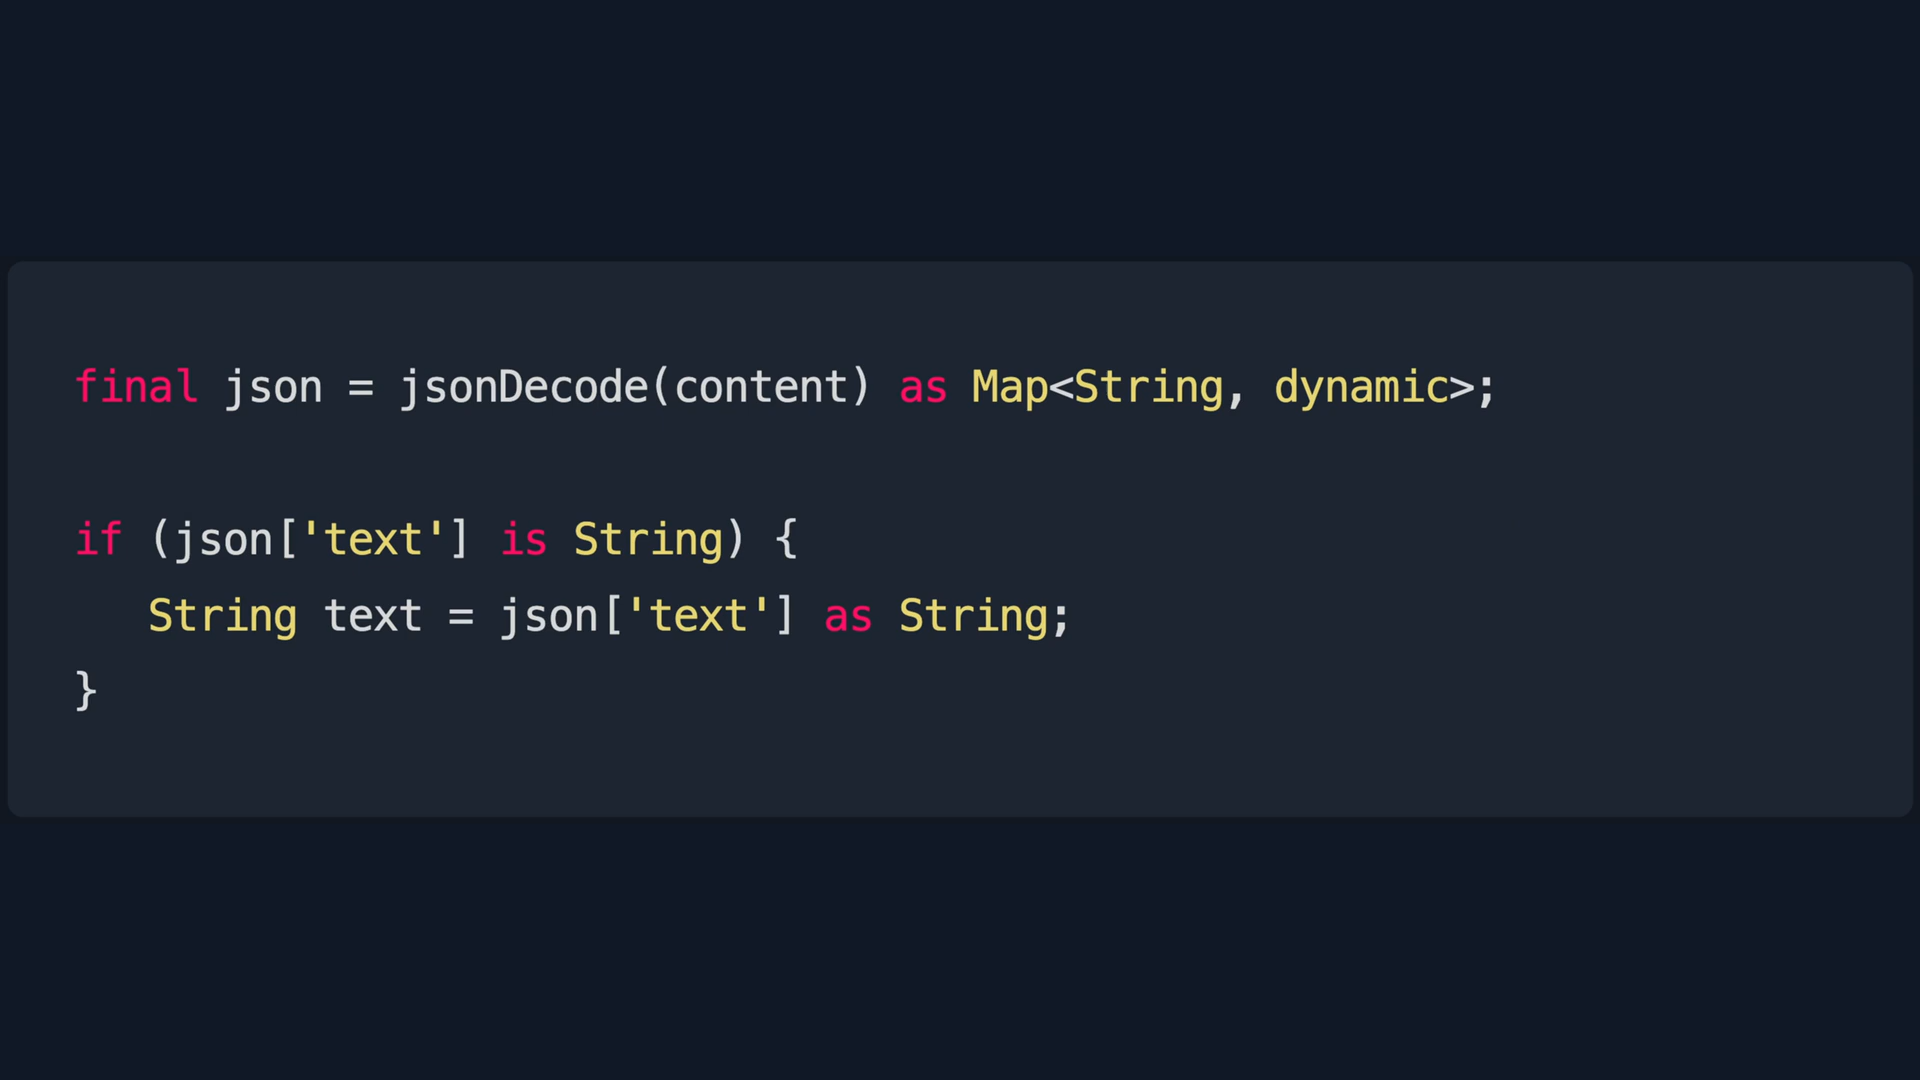 final json = jsonDecode(content) as Map<String, dynamic>;
if (json['text'] is String) {
String text = json['text'] as String;
}